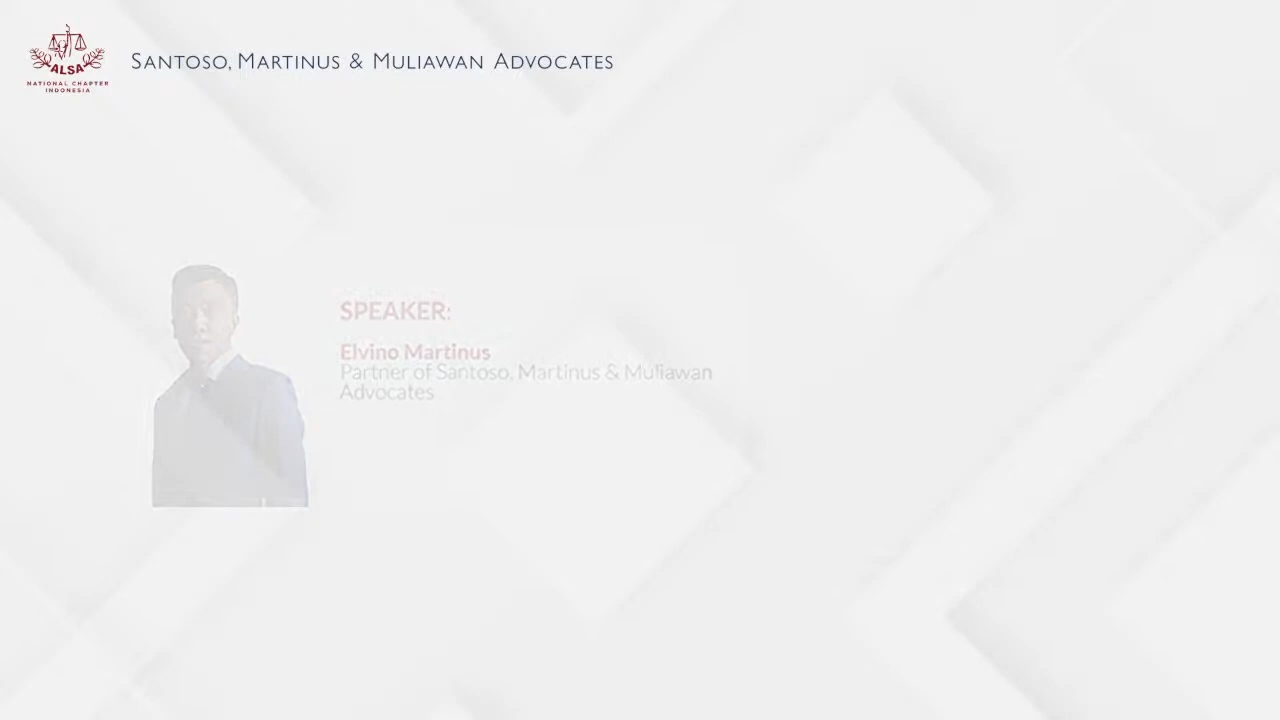 ALSA
NATIONAL CHAPTER
INDONESIA
SANTOSO, MARTINUS & MULIAWAN ADVOCATES
SPEAKER:
Elvino Martinus
Partner of Santoso, Martinus & Muliawan
Advocates